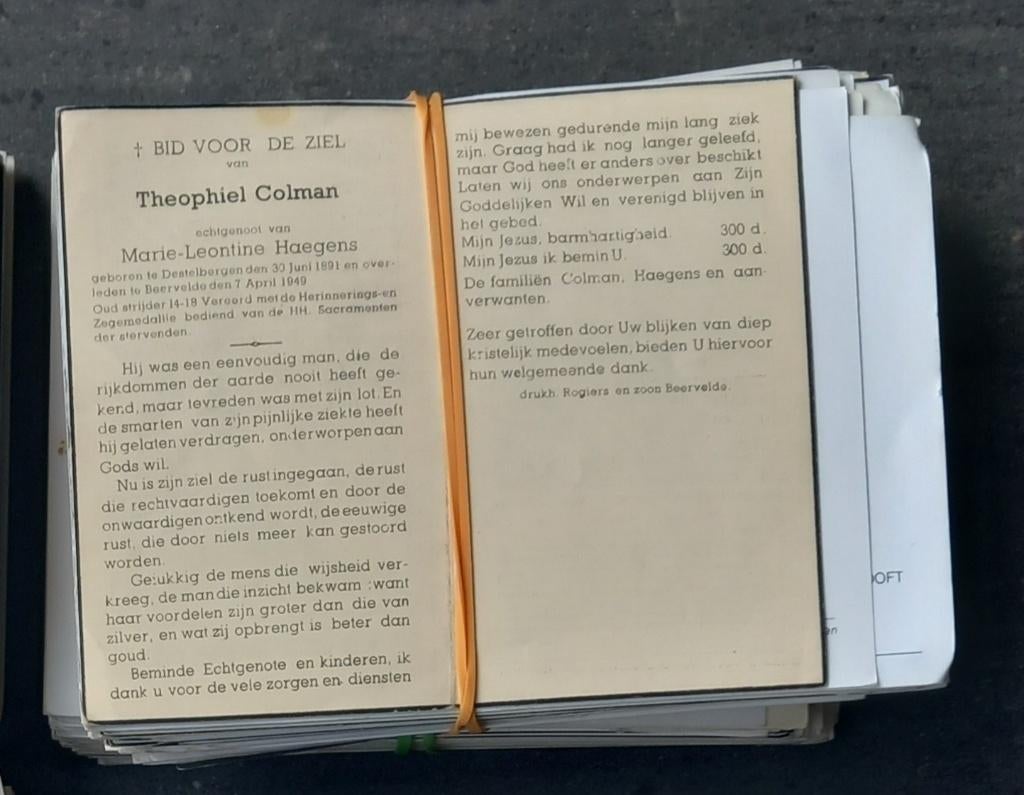 † BID VOOR DE ZIEL
van
Theophiel Colman
echtgenoot van
Marie-Leontine Haegens
geboren te Destelbergen den 30 Juni 1891 en over-
leden te Beervelde den 7 April 1949
Oud strijder 14-18 Vereerd met de Herinnerings-en
Zegemedallie bediend van de HH. Sacramenten
der stervenden.
Hij was een eenvoudig man, die de
rijkdommen der aarde nooit heeft ge-
kend, maar tevreden was met zijn lot. En
de smarten van zijn pijnlijke ziekte heeft
hij gelaten verdragen, onderworpen aan
Gods wil.
Nu is zijn ziel de rust ingegaan, de rust
die rechtvaardigen toekomt en door de
onwaardigen ontkend wordt, de eeuwige
rust, die door niets meer kan gestoord
worden.
Gelukkig de mens die wijsheid ver-
kreeg, de man die inzicht bekwam : want
haar voordelen zijn groter dan die van
zilver, en wat zij opbrengt is beter dan
goud.
Beminde Echtgenote en kinderen, ik
dank u voor de vele zorgen en diensten
mij bewezen gedurende mijn lang ziek
zijn. Graag had ik nog langer geleefd,
maar God heeft er anders over beschikt
Laten wij ons onderwerpen aan Zijn
Goddelijken Wil en verenigd blijven in
het gebed.
Mijn Jezus, barmhartigheid. 300 d.
Mijn Jezus ik bemin U. 300 d.
De familiën Colman, Haegens en aan-
verwanten.
Zeer getroffen door Uw blijken van diep
kristelijk medevoelen, bieden U hiervoor
hun welgemeende dank.
drukk. Rogiers en zoon Beervelde.
OFT
en